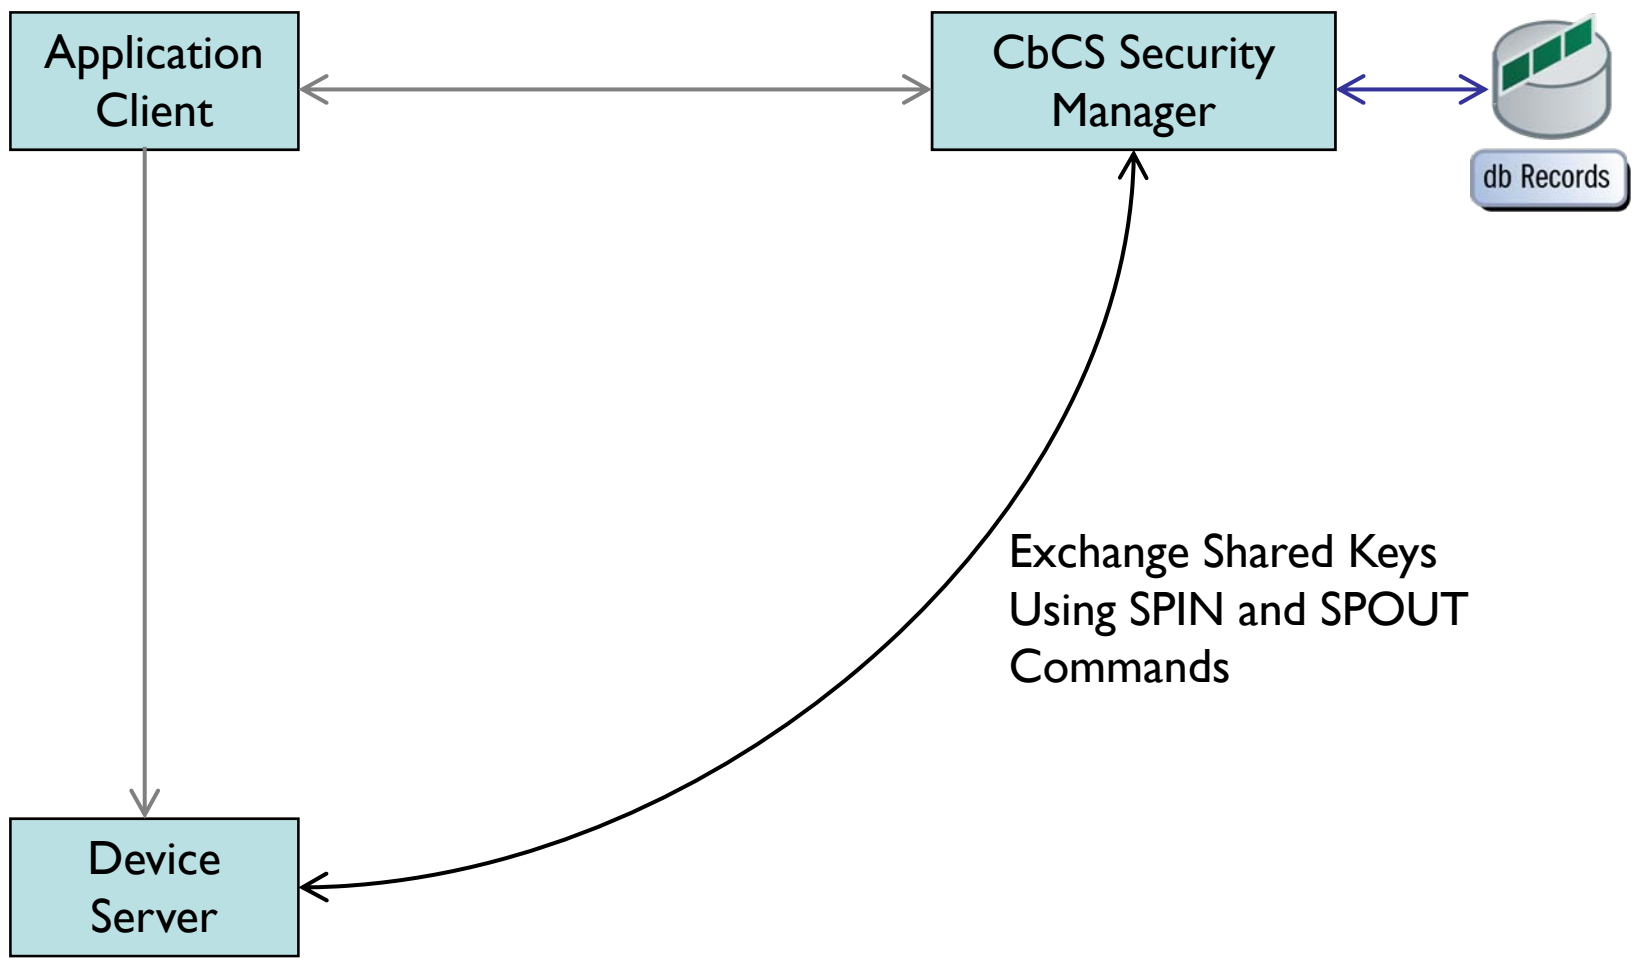 Application
Client
CbCS Security
Manager
db Records
Exchange Shared Keys
Using SPIN and SPOUT
Commands
Device
Server